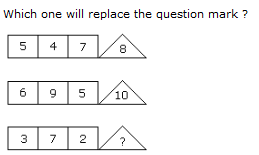 Which one will replace the question mark ?
5 4 7 8
6 9 5 10
3 7 2 ?